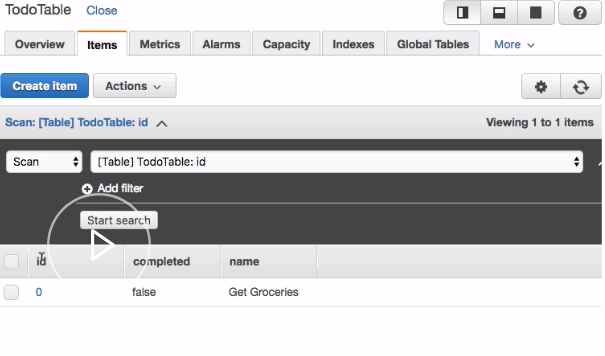 TodoTable Close
Overview Items Metrics Alarms Capacity Indexes Global Tables More
Create item Actions
Scan: [Table] TodoTable: id Viewing 1 to 1 items
Scan [Table] TodoTable: id
Add filter
Start search
id completed name
0 false Get Groceries